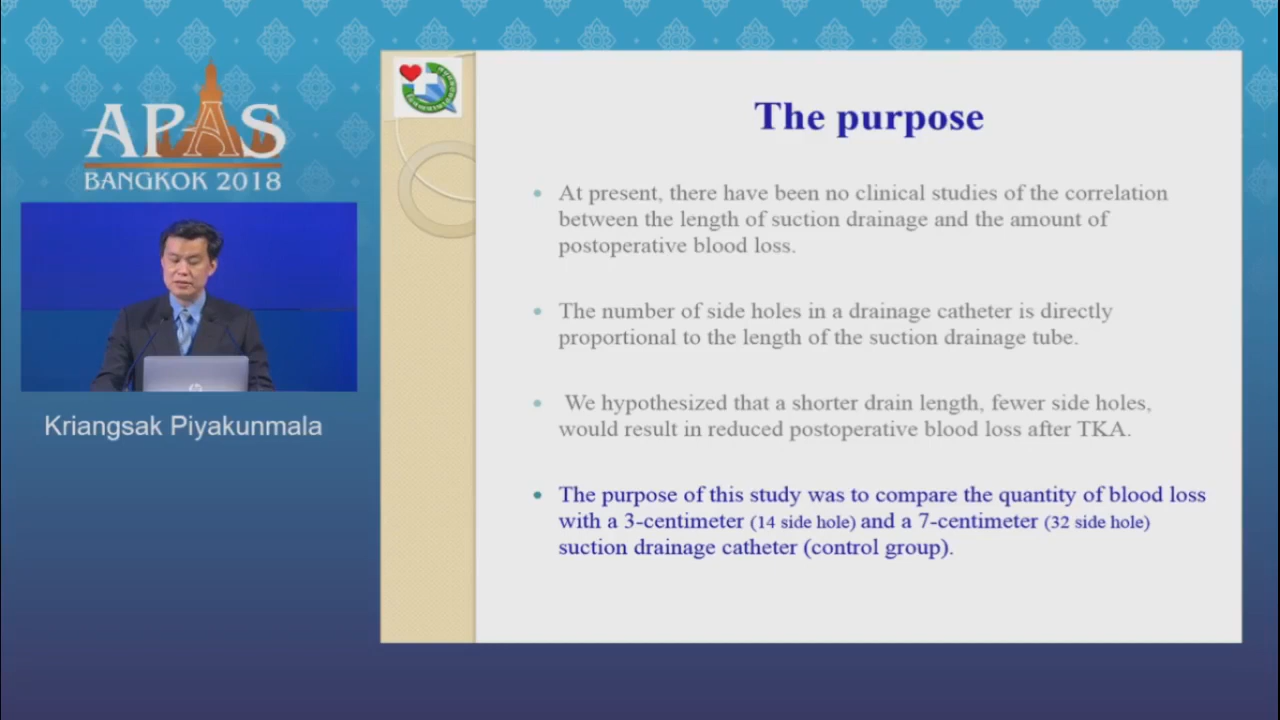 APAS
BANGKOK 2018
Kriangsak Piyakunmala
The purpose
At present, there have been no clinical studies of the correlation
between the length of suction drainage and the amount of
postoperative blood loss.
The number of side holes in a drainage catheter is directly
proportional to the length of the suction drainage tube.
We hypothesized that a shorter drain length, fewer side holes,
would result in reduced postoperative blood loss after TKA.
The purpose of this study was to compare the quantity of blood loss
with a 3-centimeter (14 side hole) and a 7-centimeter (32 side hole)
suction drainage catheter (control group).